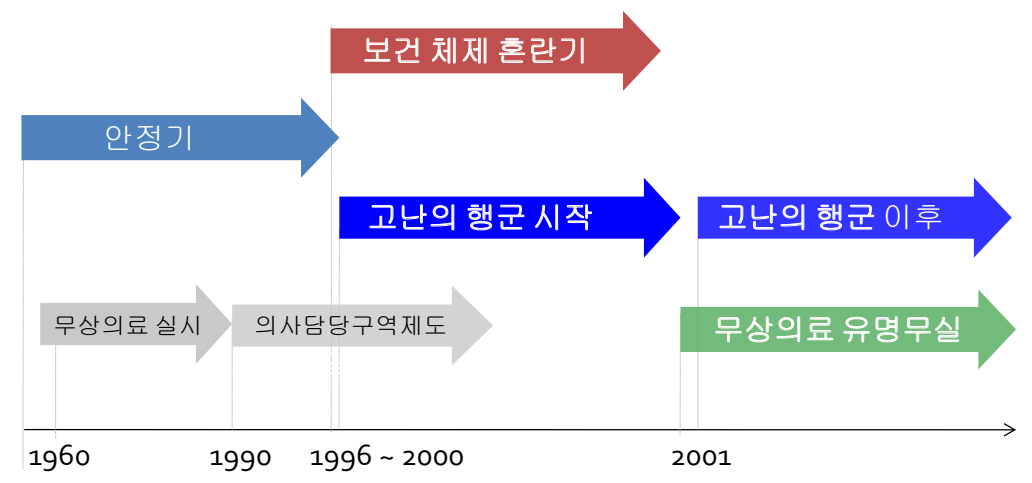 보건 체제 혼란기
안정기
고난의 행군 시작
고난의 행군 이후
무상의료 실시
의사담당구역제도
무상의료 유명무실
1960
1990
1996 ~ 2000
2001